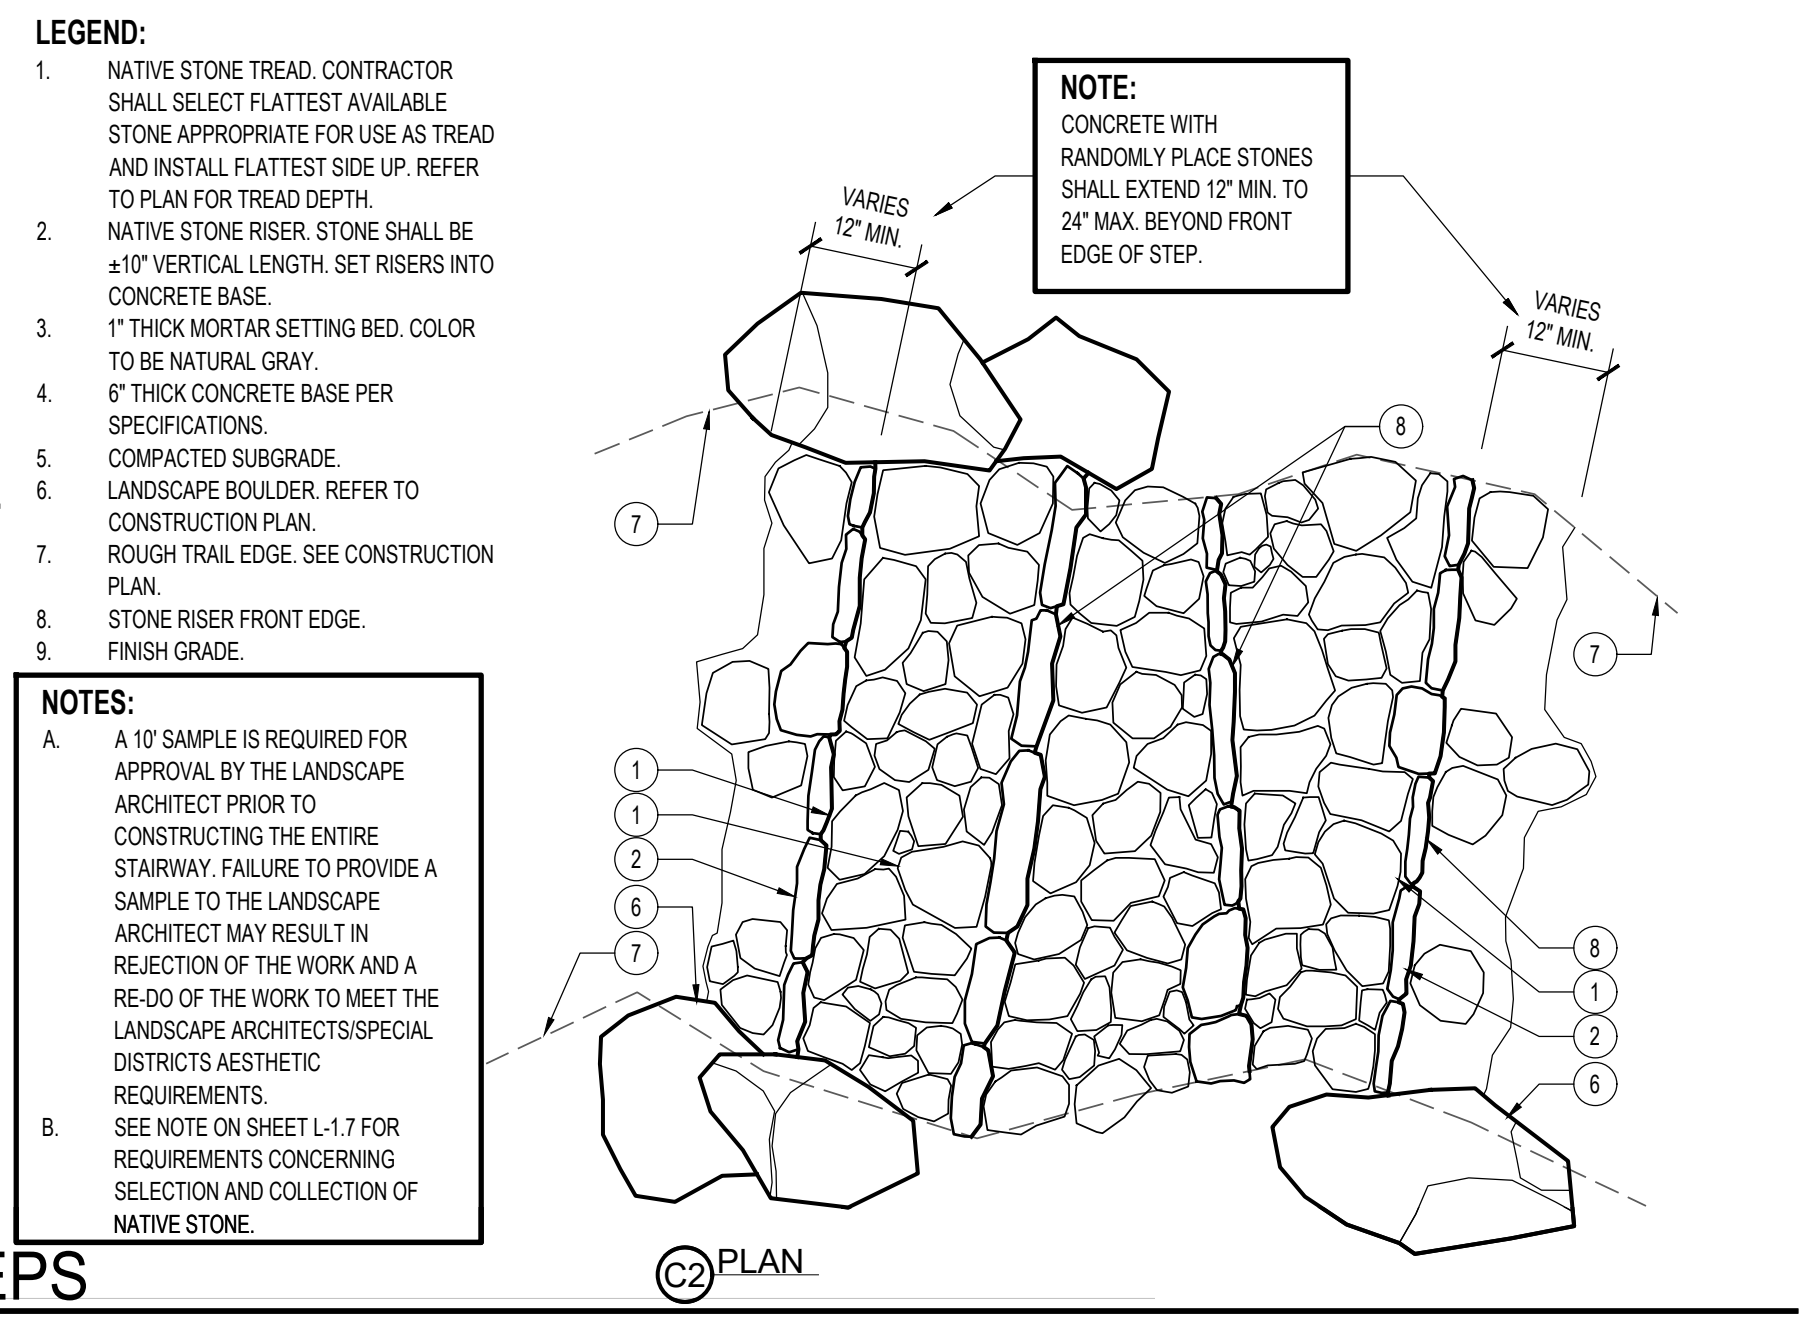 LEGEND:
1. NATIVE STONE TREAD. CONTRACTOR
SHALL SELECT FLATTEST AVAILABLE
STONE APPROPRIATE FOR USE AS TREAD
AND INSTALL FLATTEST SIDE UP. REFER
TO PLAN FOR TREAD DEPTH.
2. NATIVE STONE RISER. STONE SHALL BE
±10" VERTICAL LENGTH. SET RISERS INTO
CONCRETE BASE.
3. 1" THICK MORTAR SETTING BED. COLOR
TO BE NATURAL GRAY.
4. 6" THICK CONCRETE BASE PER
SPECIFICATIONS.
5. COMPACTED SUBGRADE.
6. LANDSCAPE BOULDER. REFER TO
CONSTRUCTION PLAN.
7. ROUGH TRAIL EDGE. SEE CONSTRUCTION
PLAN.
8. STONE RISER FRONT EDGE.
9. FINISH GRADE.
NOTES:
A. A 10' SAMPLE IS REQUIRED FOR
APPROVAL BY THE LANDSCAPE
ARCHITECT PRIOR TO
CONSTRUCTING THE ENTIRE
STAIRWAY. FAILURE TO PROVIDE A
SAMPLE TO THE LANDSCAPE
ARCHITECT MAY RESULT IN
REJECTION OF THE WORK AND A
RE-DO OF THE WORK TO MEET THE
LANDSCAPE ARCHITECTS/SPECIAL
DISTRICTS AESTHETIC
REQUIREMENTS.
B. SEE NOTE ON SHEET L-1.7 FOR
REQUIREMENTS CONCERNING
SELECTION AND COLLECTION OF
NATIVE STONE.
EPS
NOTE:
CONCRETE WITH
RANDOMLY PLACE STONES
SHALL EXTEND 12" MIN. TO
24" MAX. BEYOND FRONT
EDGE OF STEP.
VARIES
12" MIN.
VARIES
12" MIN.
8
7
7
1
1
2
6
7
8
1
2
6
C2 PLAN